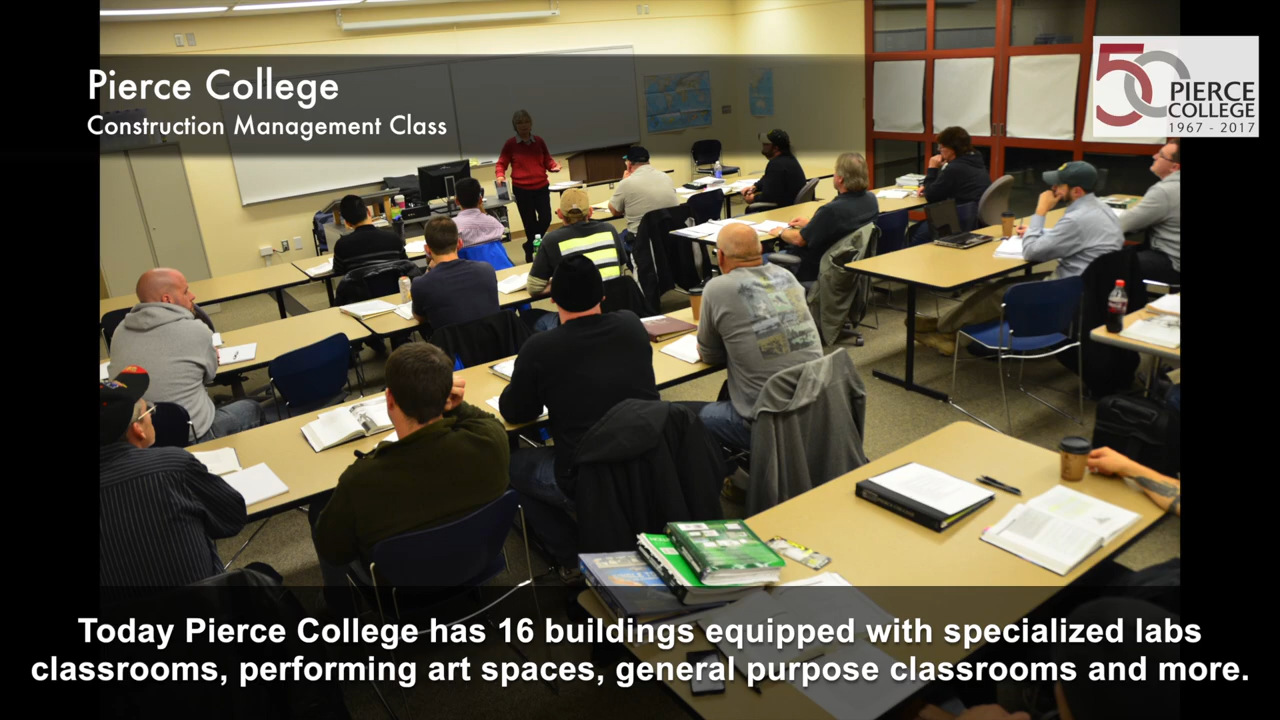 Pierce College
Construction Management Class
50
PIERCE
COLLEGE
1967 - 2017
Today Pierce College has 16 buildings equipped with specialized labs
classrooms, performing art spaces, general purpose classrooms and more.